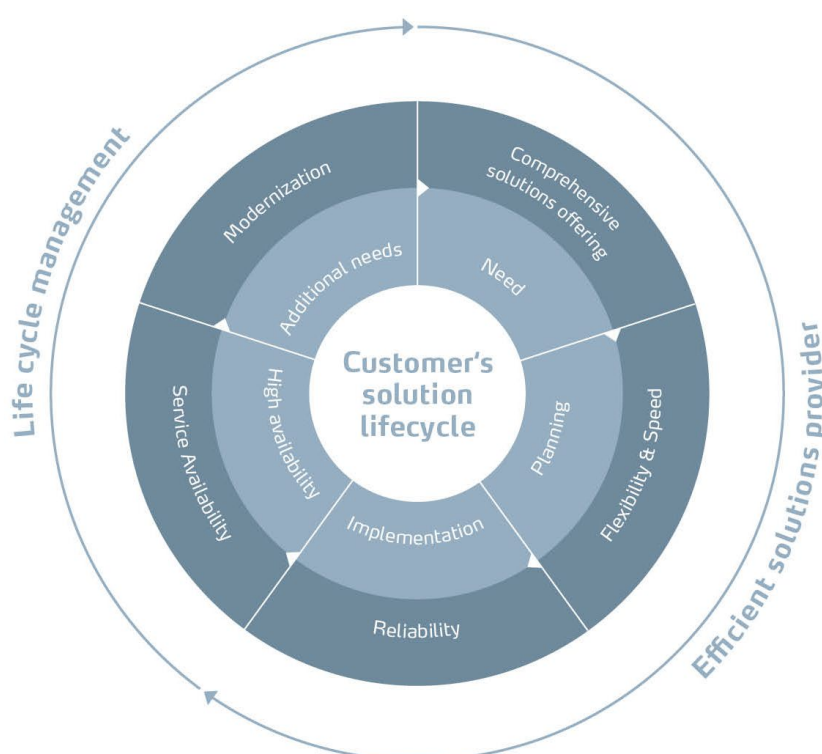 Customer‘s
solution
lifecycle
Need
Planning
Implementation
High availability
Additional needs
Comprehensive
solutions offering
Flexibility & Speed
Reliability
Service Availability
Modernization
Efficient solutions provider
Life cycle management